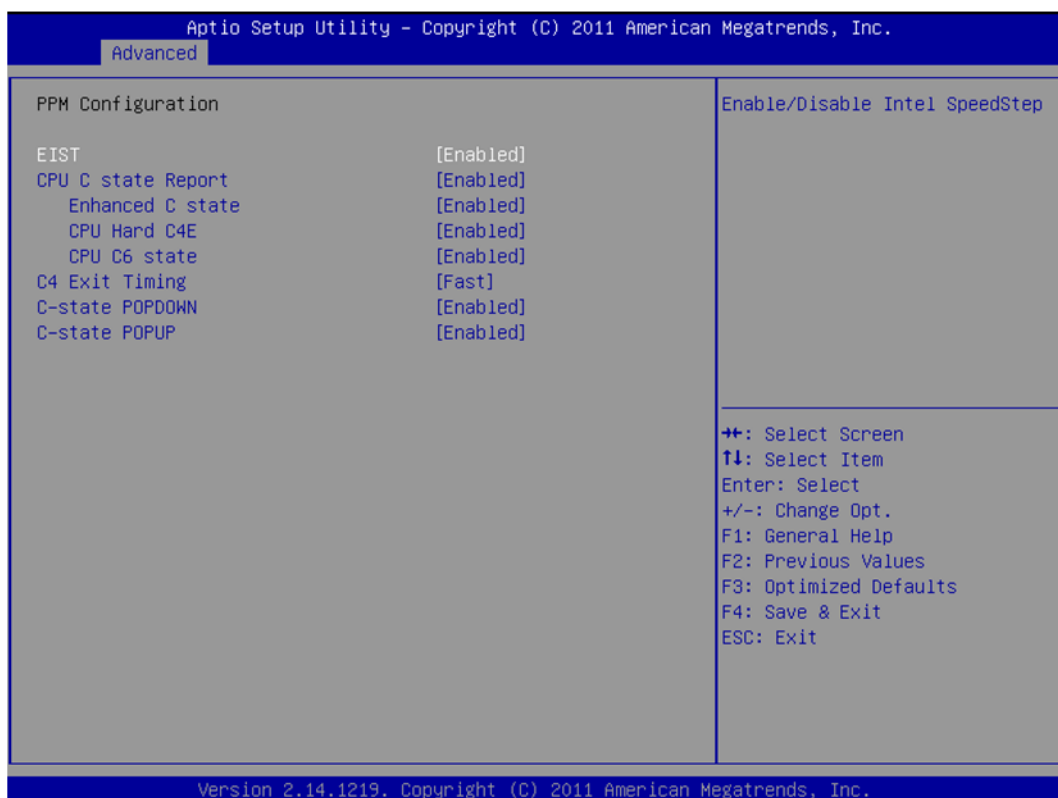 Aptio Setup Utility – Copyright (C) 2011 American Megatrends, Inc.
Advanced
PPM Configuration
EIST [Enabled]
CPU C state Report [Enabled]
Enhanced C state [Enabled]
CPU Hard C4E [Enabled]
CPU C6 state [Enabled]
C4 Exit Timing [Fast]
C-state POPDOWN [Enabled]
C-state POPUP [Enabled]
Enable/Disable Intel SpeedStep
→←: Select Screen
↑↓: Select Item
Enter: Select
+/-: Change Opt.
F1: General Help
F2: Previous Values
F3: Optimized Defaults
F4: Save & Exit
ESC: Exit
Version 2.14.1219. Copyright (C) 2011 American Megatrends, Inc.